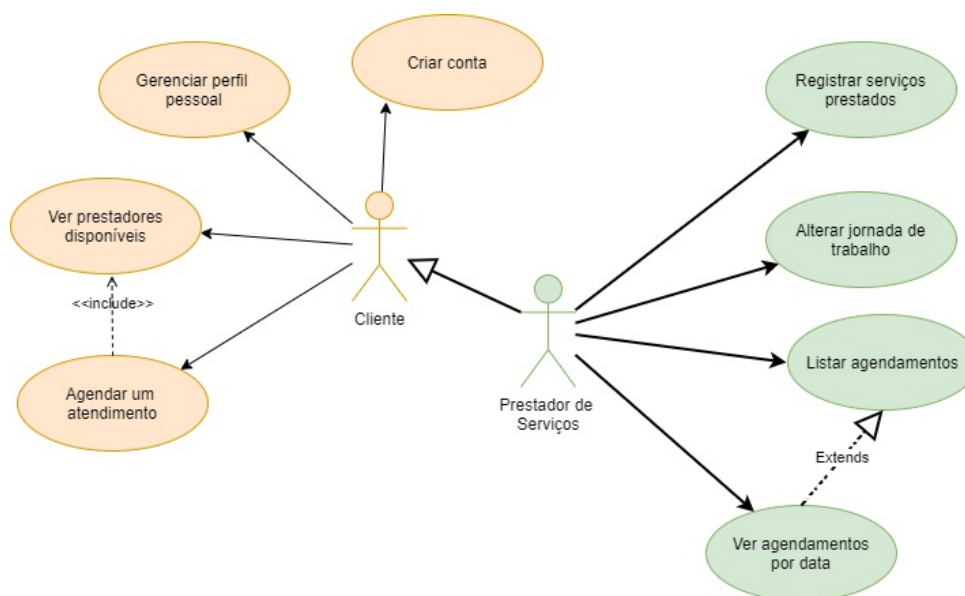 Criar conta
Gerenciar perfil
pessoal
Registrar serviços
prestados
Ver prestadores
disponíveis
Alterar jornada de
trabalho
<<include>>
Cliente
Listar agendamentos
Agendar um
atendimento
Prestador de
Serviços
Extends
Ver agendamentos
por data